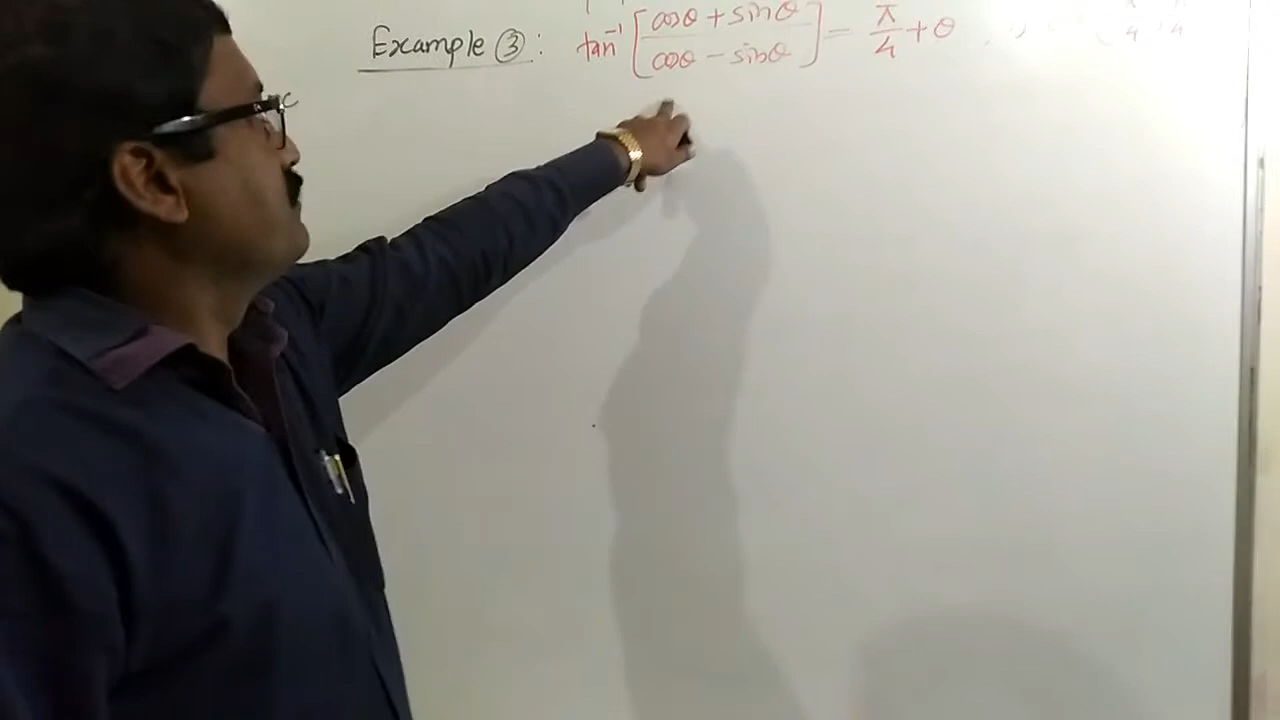 Example ③ : tan⁻¹ [ (cosθ + sinθ) / (cosθ − sinθ) ] = π/4 + θ